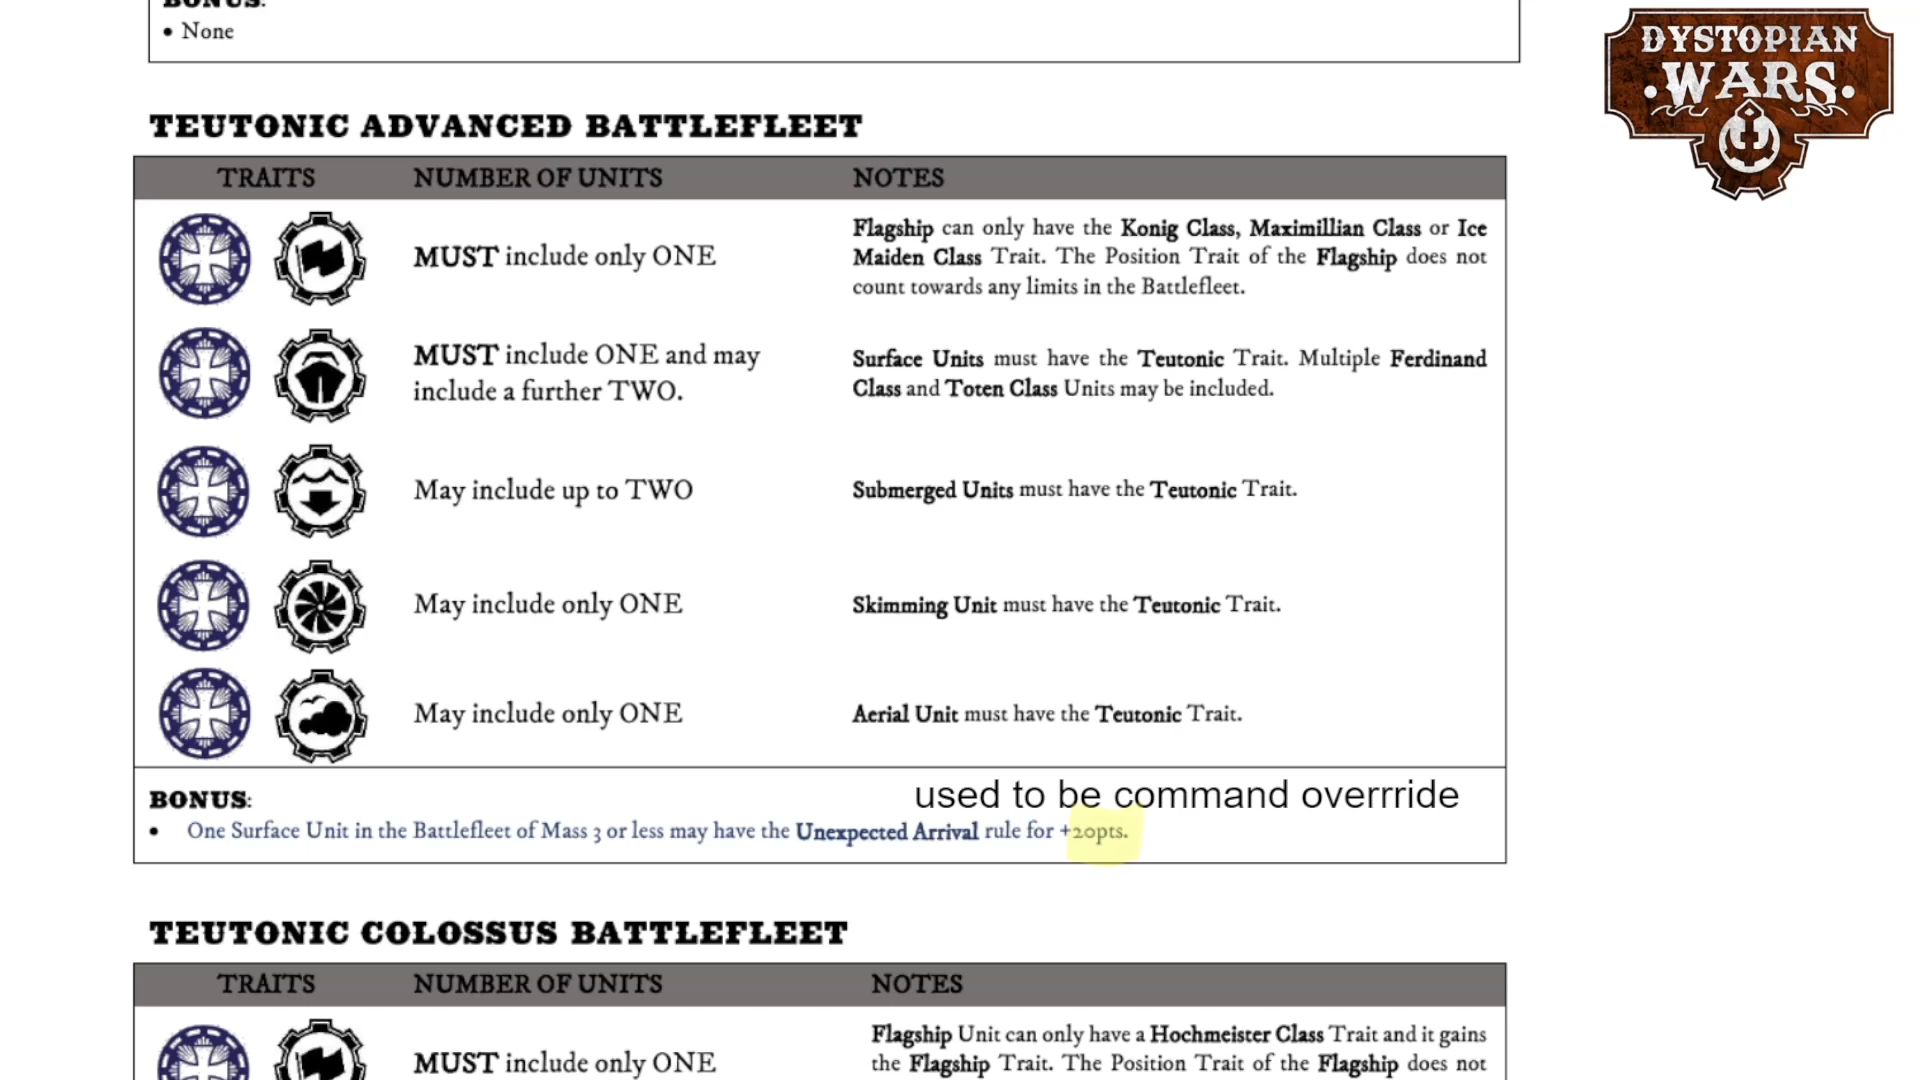 BONUS:
• None
DYSTOPIAN
• WARS •
TEUTONIC ADVANCED BATTLEFLEET
TRAITS NUMBER OF UNITS NOTES
MUST include only ONE
Flagship can only have the Konig Class, Maximillian Class or Ice
Maiden Class Trait. The Position Trait of the Flagship does not
count towards any limits in the Battlefleet.
MUST include ONE and may
include a further TWO.
Surface Units must have the Teutonic Trait. Multiple Ferdinand
Class and Toten Class Units may be included.
May include up to TWO
Submerged Units must have the Teutonic Trait.
May include only ONE
Skimming Unit must have the Teutonic Trait.
May include only ONE
Aerial Unit must have the Teutonic Trait.
used to be command overrride
BONUS:
• One Surface Unit in the Battlefleet of Mass 3 or less may have the Unexpected Arrival rule for +20pts.
TEUTONIC COLOSSUS BATTLEFLEET
TRAITS NUMBER OF UNITS NOTES
MUST include only ONE
Flagship Unit can only have a Hochmeister Class Trait and it gains
the Flagship Trait. The Position Trait of the Flagship does not